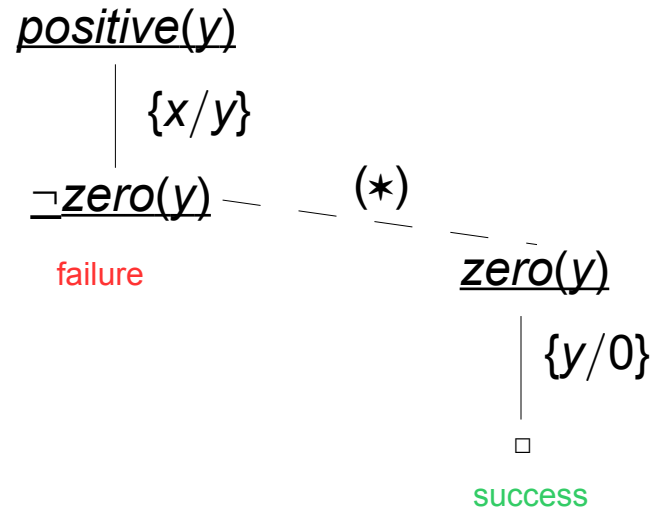 positive(y)
{x/y}
¬zero(y)
(✶)
failure
zero(y)
{y/0}
□
success